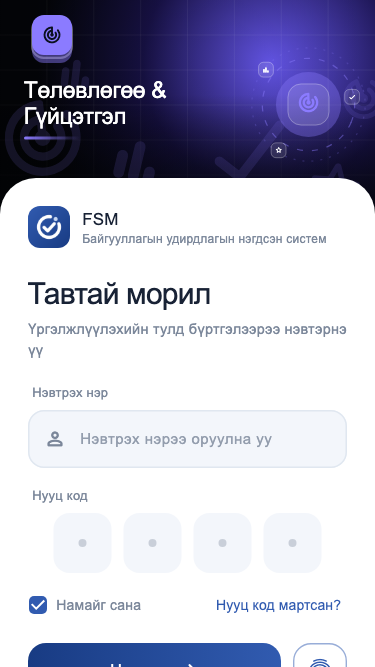 Төлөвлөгөө &
Гүйцэтгэл
FSM
Байгууллагын удирдлагын нэгдсэн систем
Тавтай морил
Үргэлжлүүлэхийн тулд бүртгэлээрээ нэвтэрнэ
үү
Нэвтрэх нэр
Нэвтрэх нэрээ оруулна уу
Нууц код
Намайг сана
Нууц код мартсан?